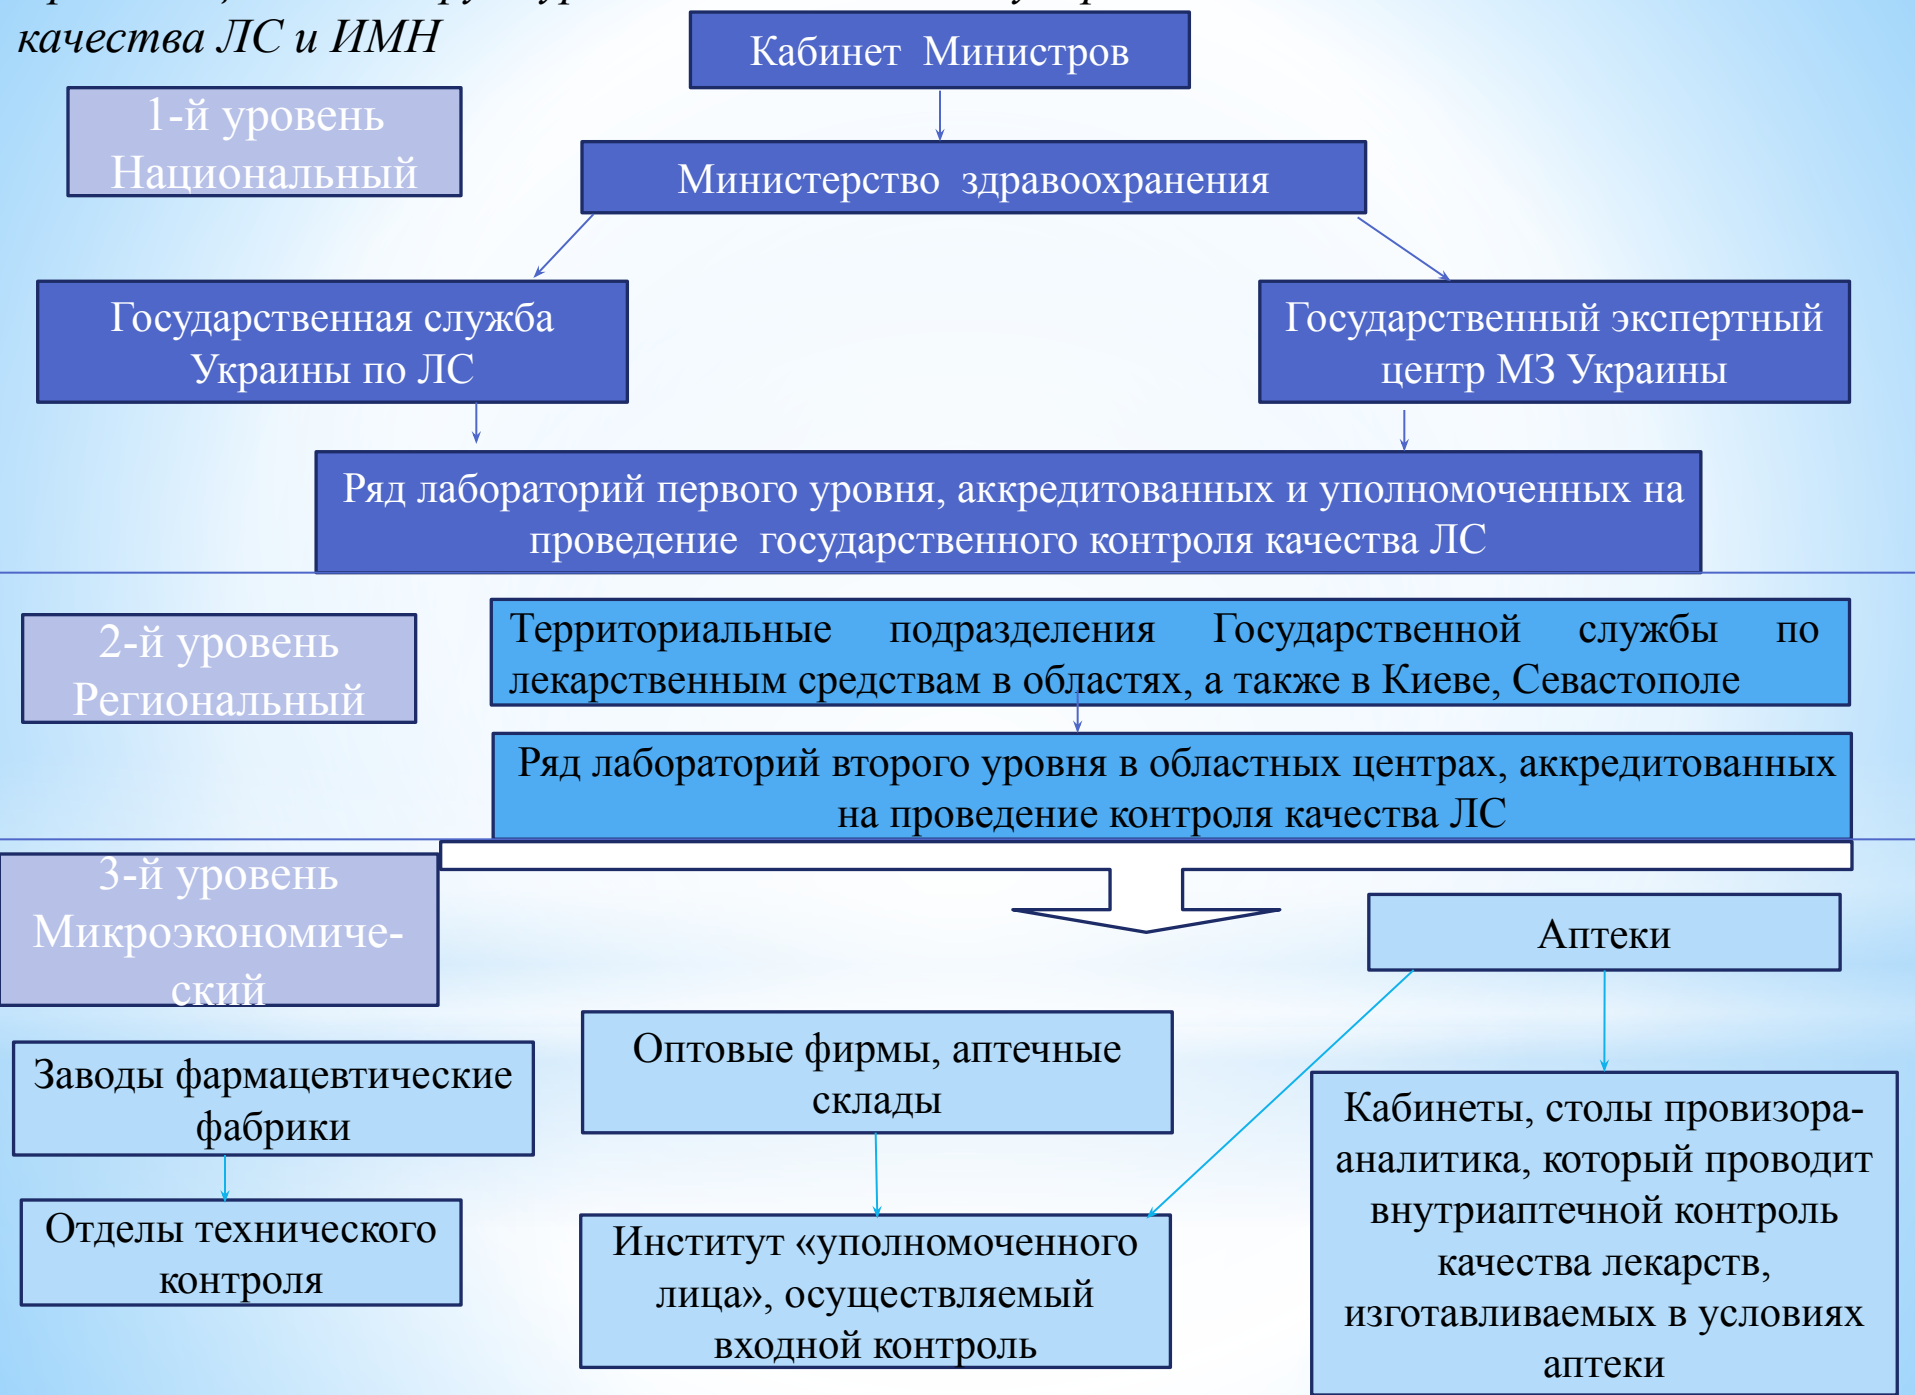 качества ЛС и ИМН
Кабинет Министров
1-й уровень
Национальный
Министерство здравоохранения
Государственная служба
Украины по ЛС
Государственный экспертный
центр МЗ Украины
Ряд лабораторий первого уровня, аккредитованных и уполномоченных на
проведение государственного контроля качества ЛС
2-й уровень
Региональный
Территориальные подразделения Государственной службы по
лекарственным средствам в областях, а также в Киеве, Севастополе
Ряд лабораторий второго уровня в областных центрах, аккредитованных
на проведение контроля качества ЛС
3-й уровень
Микроэкономиче-
ский
Аптеки
Заводы фармацевтические
фабрики
Оптовые фирмы, аптечные
склады
Отделы технического
контроля
Институт «уполномоченного
лица», осуществляемый
входной контроль
Кабинеты, столы провизора-
аналитика, который проводит
внутриаптечной контроль
качества лекарств,
изготавливаемых в условиях
аптеки